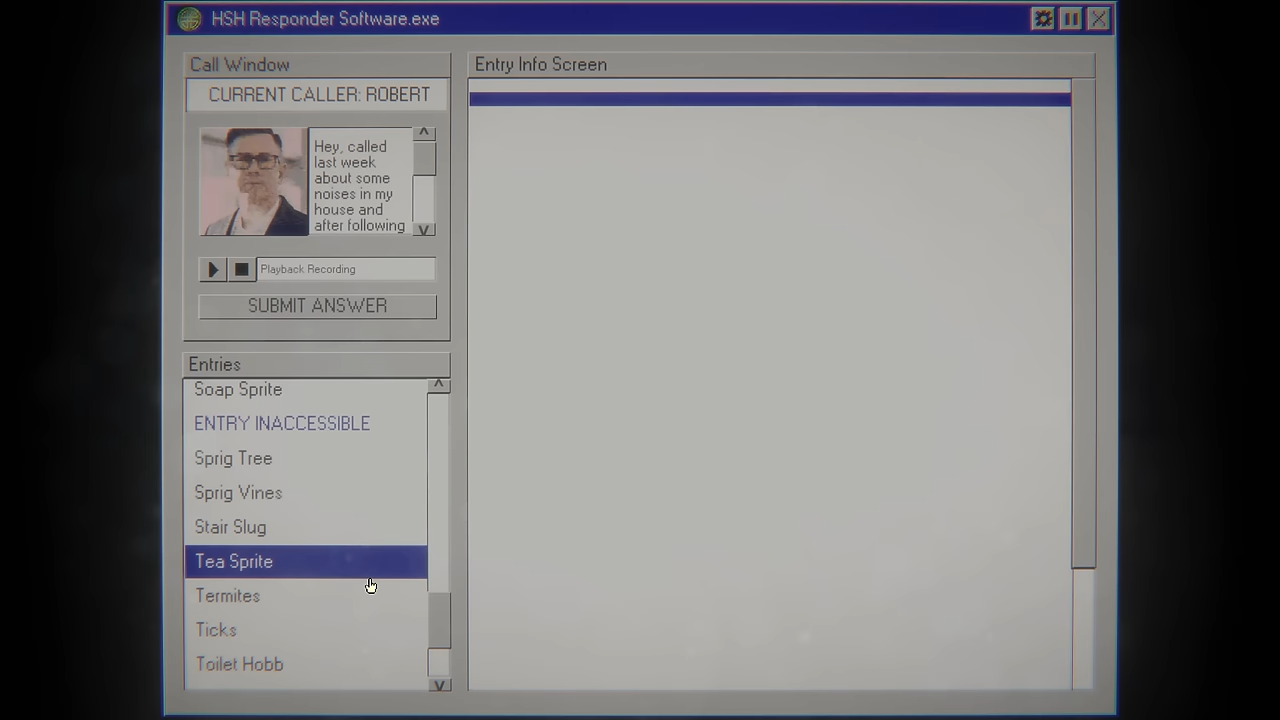 HSH Responder Software.exe
Call Window
CURRENT CALLER: ROBERT
Hey, called
last week
about some
noises in my
house and
after following
Playback Recording
SUBMIT ANSWER
Entries
Soap Sprite
ENTRY INACCESSIBLE
Sprig Tree
Sprig Vines
Stair Slug
Tea Sprite
Termites
Ticks
Toilet Hobb
Entry Info Screen